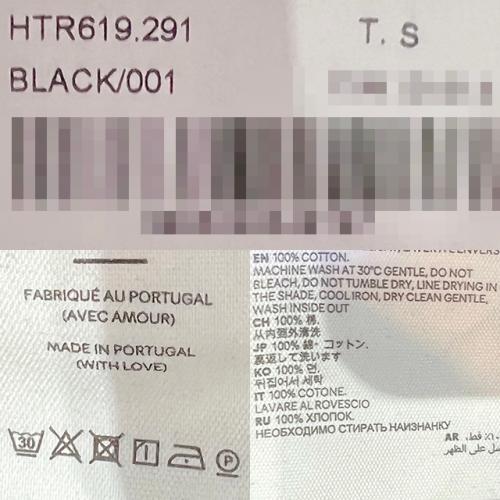 HTR619.291
T. S
BLACK/001
FABRIQUÉ AU PORTUGAL
(AVEC AMOUR)
MADE IN PORTUGAL
(WITH LOVE)
30
P
EN 100% COTTON.
MACHINE WASH AT 30°C GENTLE, DO NOT
BLEACH, DO NOT TUMBLE DRY, LINE DRYING IN
THE SHADE, COOL IRON, DRY CLEAN GENTLE,
WASH INSIDE OUT
CH 100% 棉.
从内里外清洗
JP 100% 綿・コットン.
裏返して洗います
KO 100% 면.
뒤집어서 세탁
IT 100% COTONE.
LAVARE AL ROVESCIO
RU 100% ХЛОПОК.
НЕОБХОДИМО СТИРАТЬ НАИЗНАНКУ
AR قطن
على الظهر